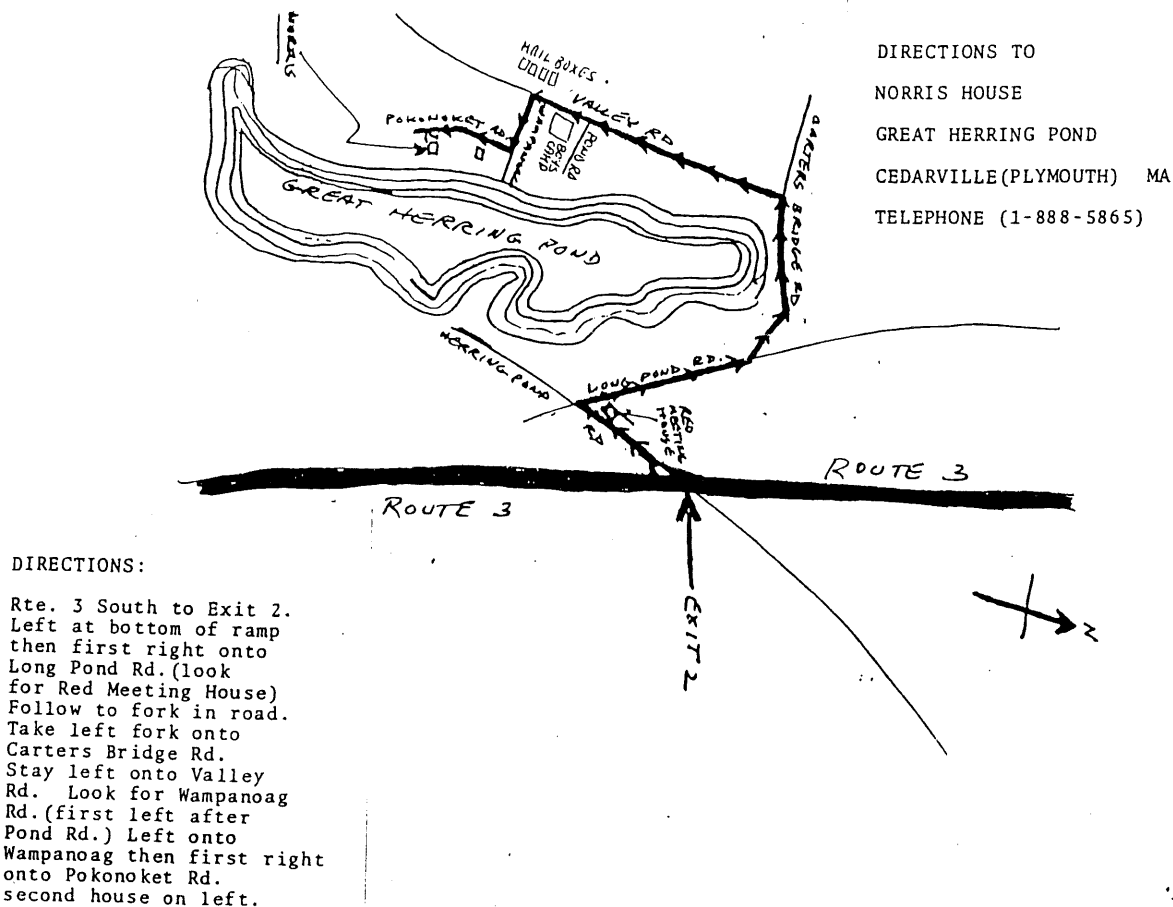 NORRIS
MAIL BOXES.
VALLEY RD
POKONOKET RD.
WAMPANOAG
BOYS
CAMP
POND RD
CARTERS BRIDGE RD
GREAT HERRING POND
HERRING POND
RD
LONG POND RD.
RED
MEETING
HOUSE
ROUTE 3
ROUTE 3
EXIT 2
N
DIRECTIONS TO
NORRIS HOUSE
GREAT HERRING POND
CEDARVILLE(PLYMOUTH) MA
TELEPHONE (1-888-5865)
DIRECTIONS:
Rte. 3 South to Exit 2.
Left at bottom of ramp
then first right onto
Long Pond Rd.(look
for Red Meeting House)
Follow to fork in road.
Take left fork onto
Carters Bridge Rd.
Stay left onto Valley
Rd. Look for Wampanoag
Rd.(first left after
Pond Rd.) Left onto
Wampanoag then first right
onto Pokonoket Rd.
second house on left.